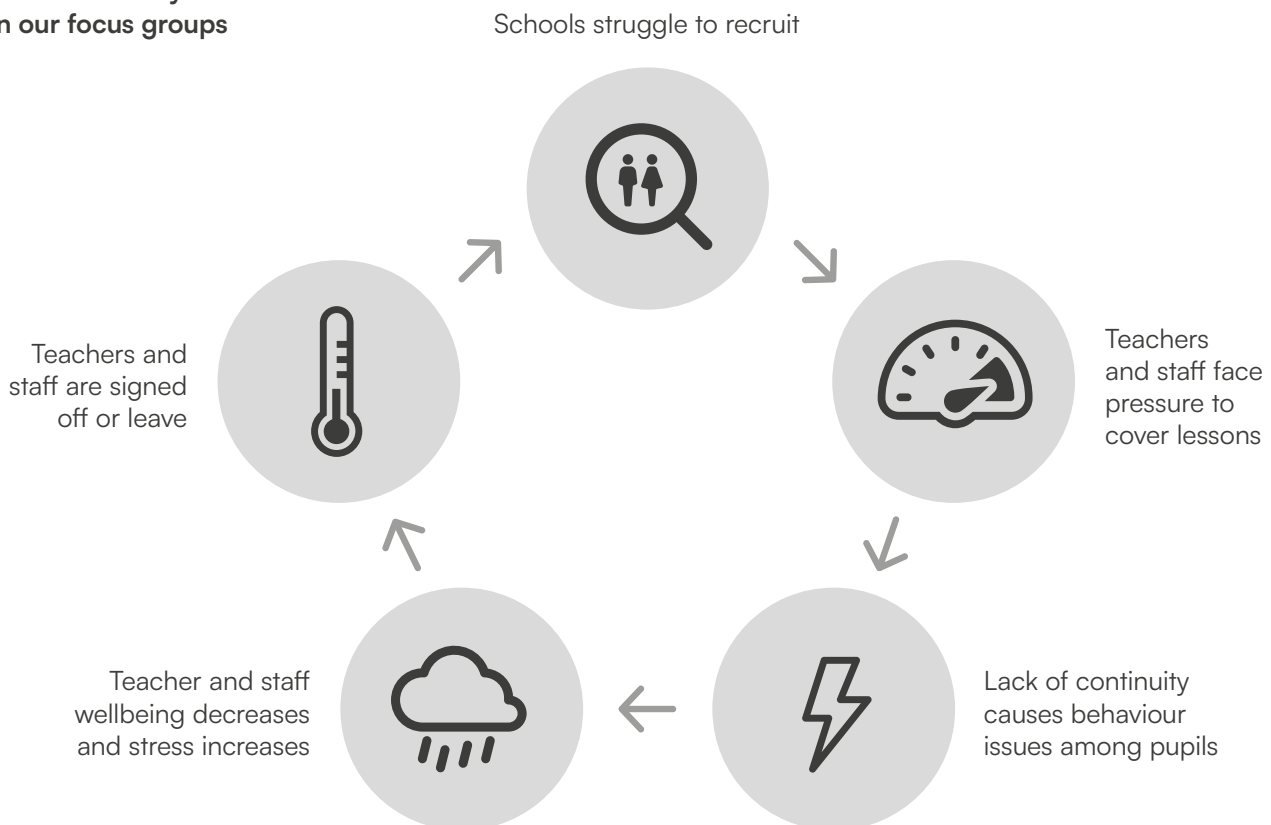 our focus groups
Schools struggle to recruit
Teachers
and staff face
pressure to
cover lessons
Lack of continuity
causes behaviour
issues among pupils
Teacher and staff
wellbeing decreases
and stress increases
Teachers and
staff are signed
off or leave